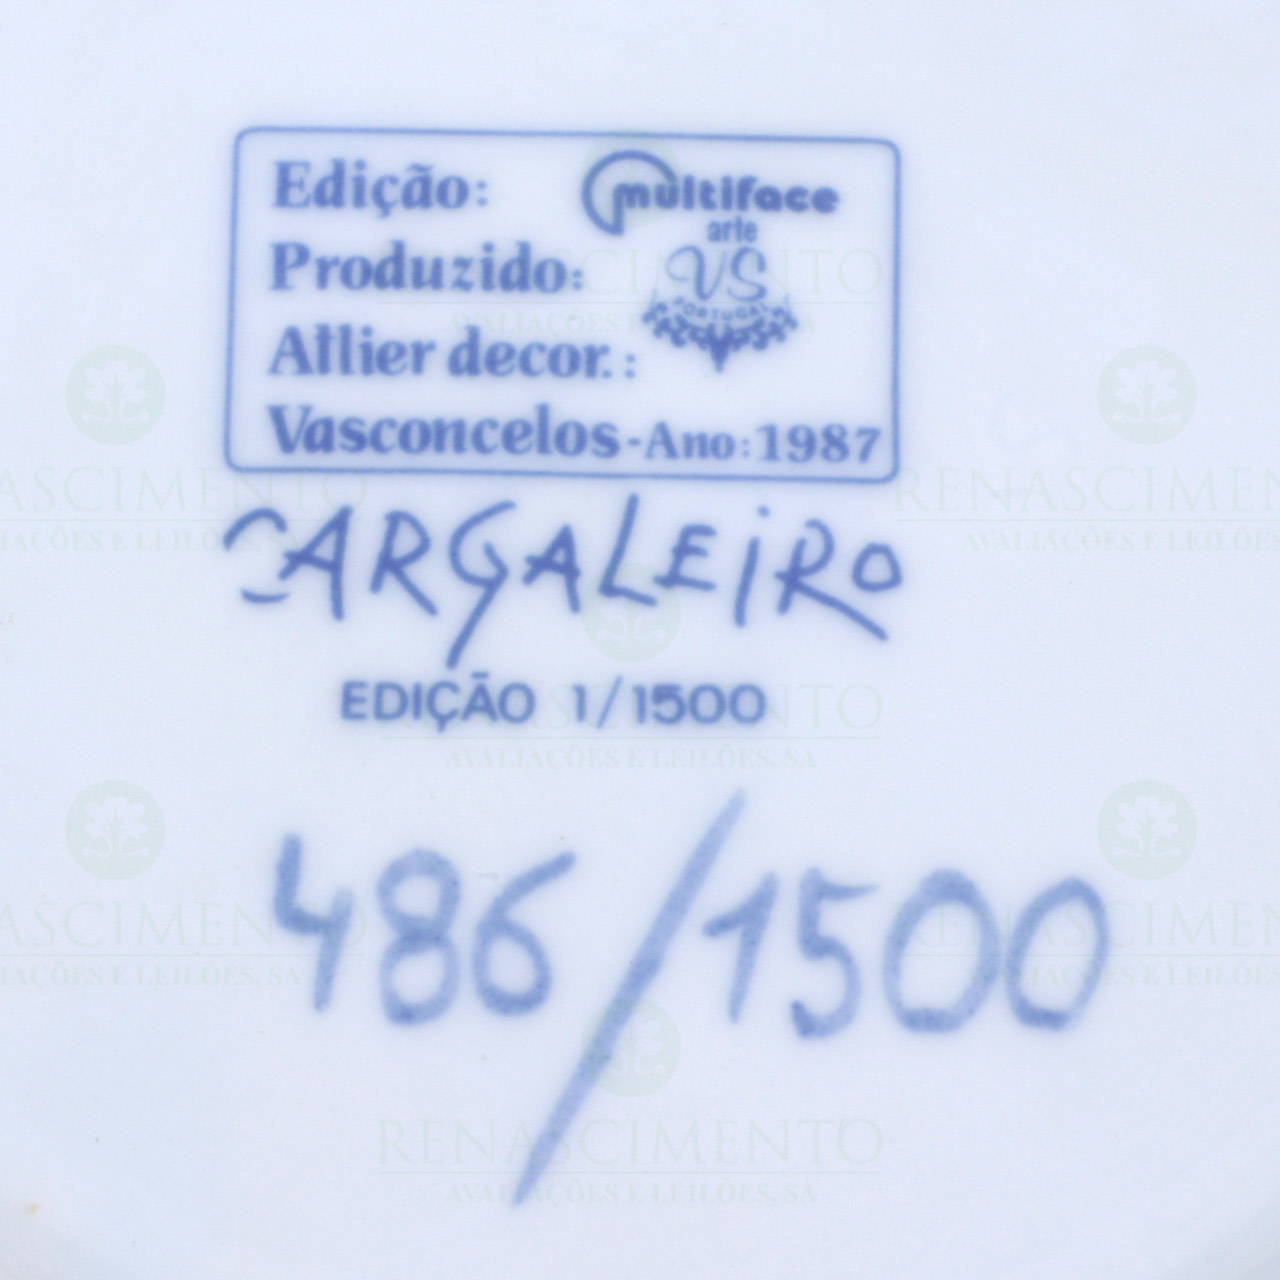 Edição: multiface
arte
Produzido: VS
PORTUGAL
Atlier decor.:
Vasconcelos-Ano:1987
CARGALEIRO
EDIÇÃO 1/1500
486/1500
RENASCIMENTO
AVALIAÇÕES E LEILÕES, SA